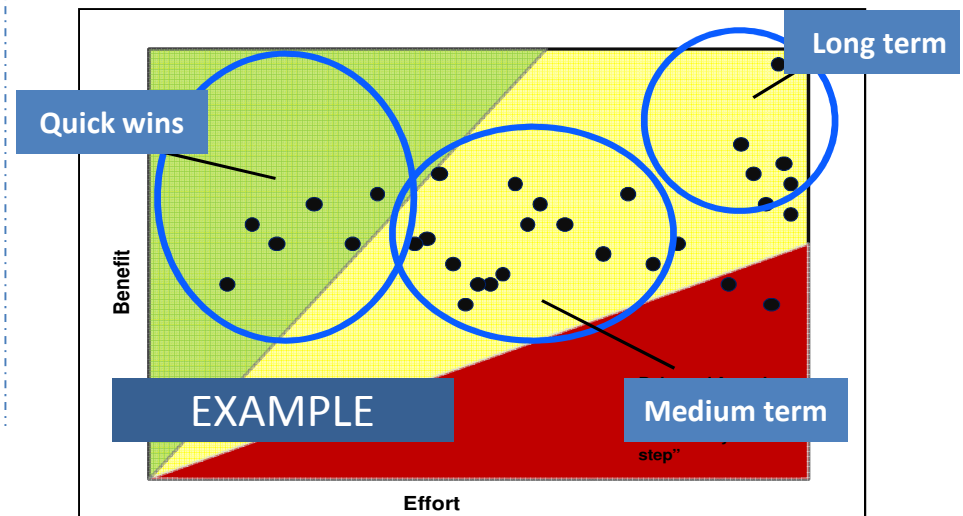 Long term
Quick wins
Benefit
EXAMPLE
Medium term
step"
Effort